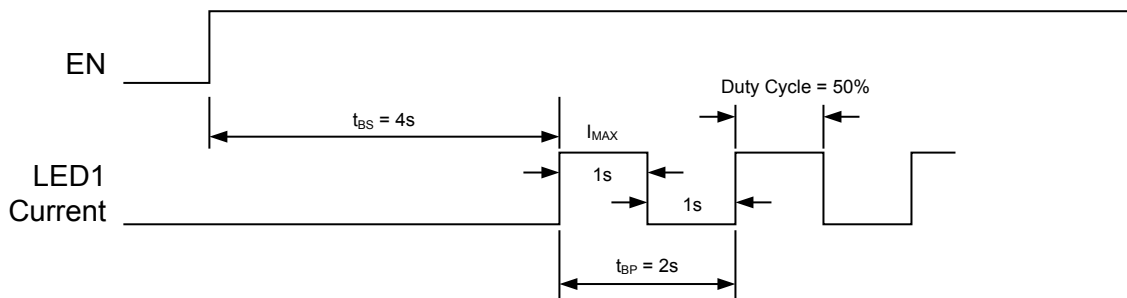 EN
Duty Cycle = 50%
tBS = 4s
IMAX
LED1
Current
1s
1s
tBP = 2s